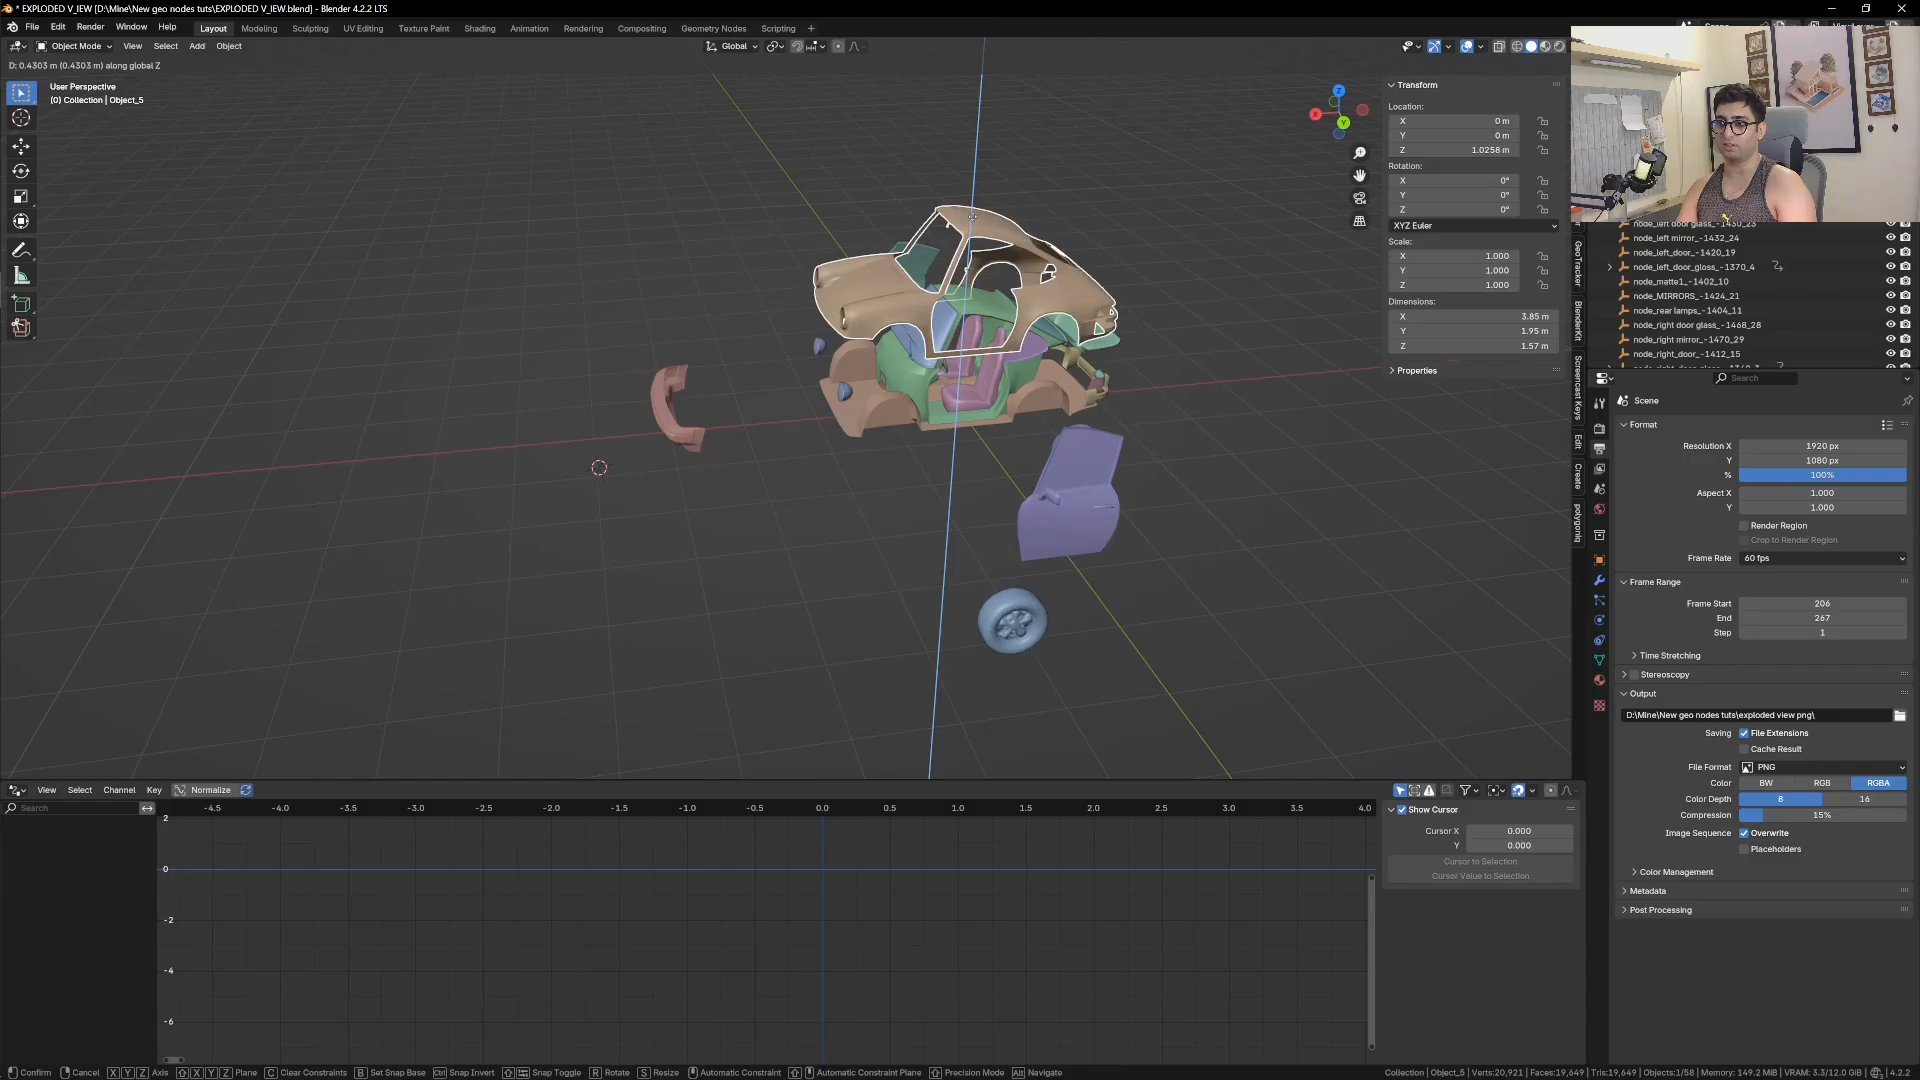 * EXPLODED V_IEW [D:\Mine\New geo nodes tuts\EXPLODED V_IEW.blend] - Blender 4.2.2 LTS
File Edit Render Window Help Layout Modeling Sculpting UV Editing Texture Paint Shading Animation Rendering Compositing Geometry Nodes Scripting +
Object Mode View Select Add Object Global
D: 0.4303 m (0.4303 m) along global Z
User Perspective
(0) Collection | Object_5
Z
X
Y
Transform
Location:
X 0 m
Y 0 m
Z 1.0258 m
Rotation:
X 0°
Y 0°
Z 0°
XYZ Euler
Scale:
X 1.000
Y 1.000
Z 1.000
Dimensions:
X 3.85 m
Y 1.95 m
Z 1.57 m
Properties
GeoTracker
BlenderKit
Screencast Keys
Edit
Create
polygoniq
node_left door glass_-1430_23
node_left mirror_-1432_24
node_left_door_-1420_19
node_left_door_gloss_-1370_4
node_matte1_-1402_10
node_MIRRORS_-1424_21
node_rear lamps_-1404_11
node_right door glass_-1468_28
node_right mirror_-1470_29
node_right_door_-1412_15
Search
Scene
Format
Resolution X 1920 px
Y 1080 px
% 100%
Aspect X 1.000
Y 1.000
Render Region
Crop to Render Region
Frame Rate 60 fps
Frame Range
Frame Start 206
End 267
Step 1
Time Stretching
Stereoscopy
Output
D:\Mine\New geo nodes tuts\exploded view png\
Saving File Extensions
Cache Result
File Format PNG
Color BW RGB RGBA
Color Depth 8 16
Compression 15%
Image Sequence Overwrite
Placeholders
Color Management
Metadata
Post Processing
View Select Channel Key Normalize
Search
-4.5 -4.0 -3.5 -3.0 -2.5 -2.0 -1.5 -1.0 -0.5 0.0 0.5 1.0 1.5 2.0 2.5 3.0 3.5 4.0
2
0
-2
-4
-6
Show Cursor
Cursor X 0.000
Y 0.000
Cursor to Selection
Cursor Value to Selection
Confirm Cancel X Y Z Axis X Y Z Plane C Clear Constraints B Set Snap Base Ctrl Snap Invert Snap Toggle R Rotate S Resize Automatic Constraint Automatic Constraint Plane Precision Mode Alt Navigate
Collection | Object_5 | Verts:20,921 | Faces:19,649 | Tris:19,649 | Objects:1/58 | Memory: 149.2 MiB | VRAM: 3.3/12.0 GiB | 4.2.2